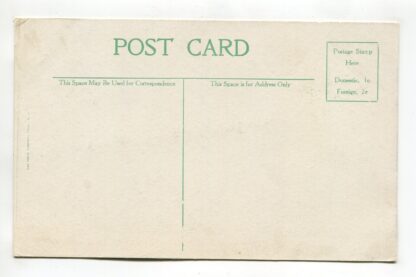 POST CARD
Postage Stamp
Here
Domestic, 1c
Foreign, 2c
This Space May Be Used for Correspondence
This Space is for Address Only